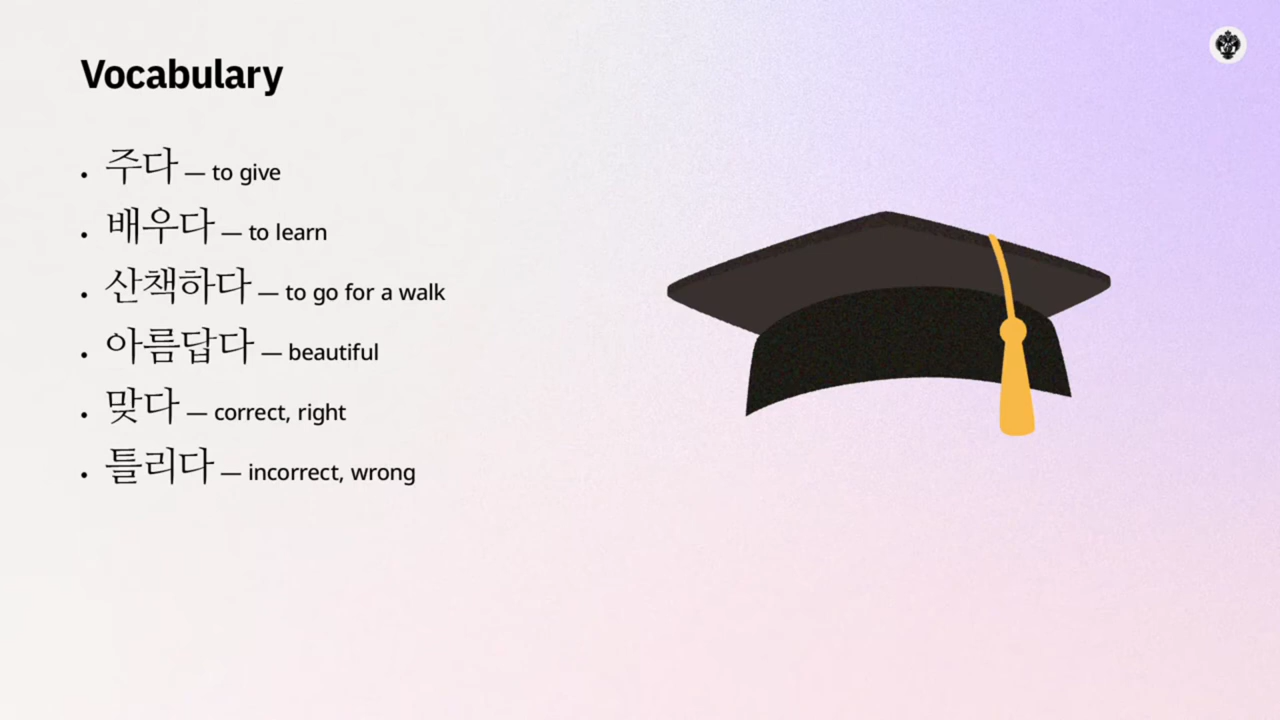 Vocabulary
• 주다 — to give
• 배우다 — to learn
• 산책하다 — to go for a walk
• 아름답다 — beautiful
• 맞다 — correct, right
• 틀리다 — incorrect, wrong